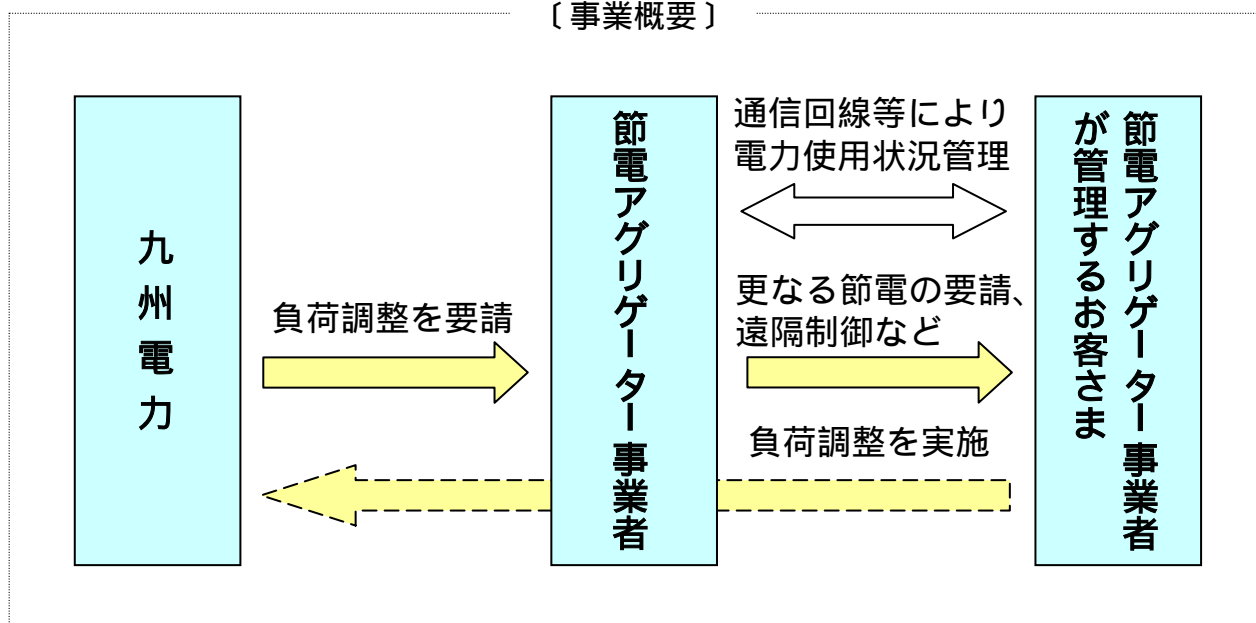 〔事業概要〕
九州電力
負荷調整を要請
節電アグリゲーター事業者
通信回線等により
電力使用状況管理
更なる節電の要請、
遠隔制御など
負荷調整を実施
節電アグリゲーター事業者
が管理するお客さま